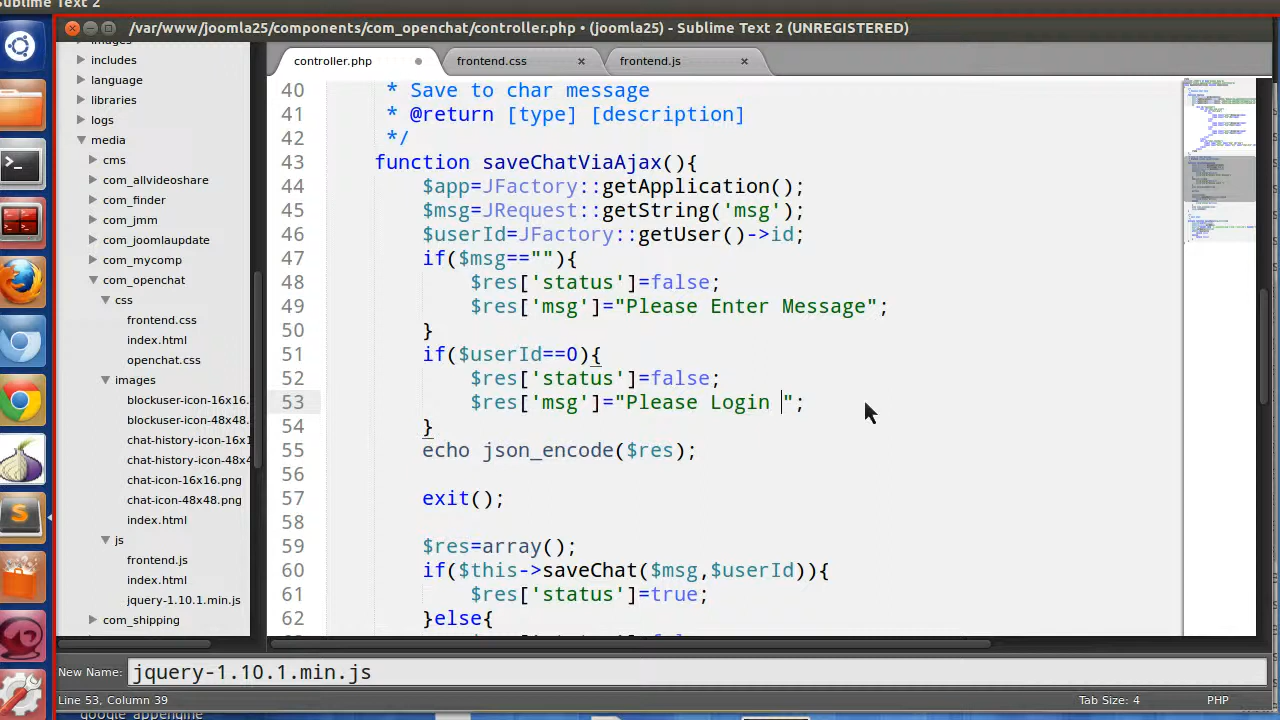 Sublime Text 2
/var/www/joomla25/components/com_openchat/controller.php • (joomla25) - Sublime Text 2 (UNREGISTERED)
controller.php
frontend.css
frontend.js
includes
language
libraries
logs
media
cms
com_allvideoshare
com_finder
com_jmm
com_joomlaupdate
com_mycomp
com_openchat
css
frontend.css
index.html
openchat.css
images
blockuser-icon-16x16.
blockuser-icon-48x48.
chat-history-icon-16x1
chat-history-icon-48x4
chat-icon-16x16.png
chat-icon-48x48.png
index.html
js
frontend.js
index.html
jquery-1.10.1.min.js
com_shipping
40 * Save to char message
41 * @return [type] [description]
42 */
43 function saveChatViaAjax(){
44 $app=JFactory::getApplication();
45 $msg=JRequest::getString('msg');
46 $userId=JFactory::getUser()->id;
47 if($msg==""){
48 $res['status']=false;
49 $res['msg']="Please Enter Message";
50 }
51 if($userId==0){
52 $res['status']=false;
53 $res['msg']="Please Login ";
54 }
55 echo json_encode($res);
56
57 exit();
58
59 $res=array();
60 if($this->saveChat($msg,$userId)){
61 $res['status']=true;
62 }else{
New Name: jquery-1.10.1.min.js
Line 53, Column 39
Tab Size: 4
PHP
google appengine